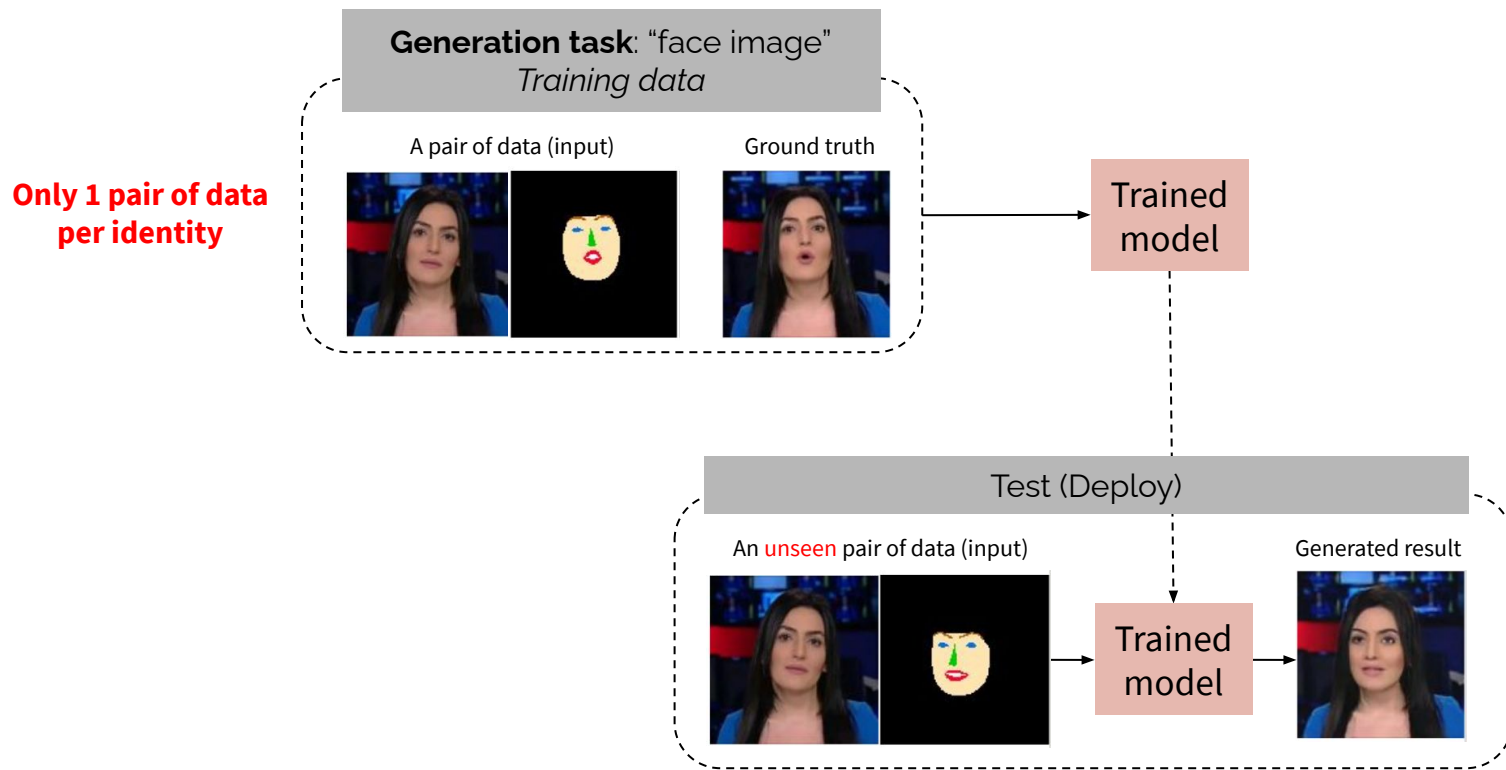 Generation task: “face image”
Training data
A pair of data (input)
Ground truth
Only 1 pair of data
per identity
Trained
model
Test (Deploy)
An unseen pair of data (input)
Generated result
Trained
model